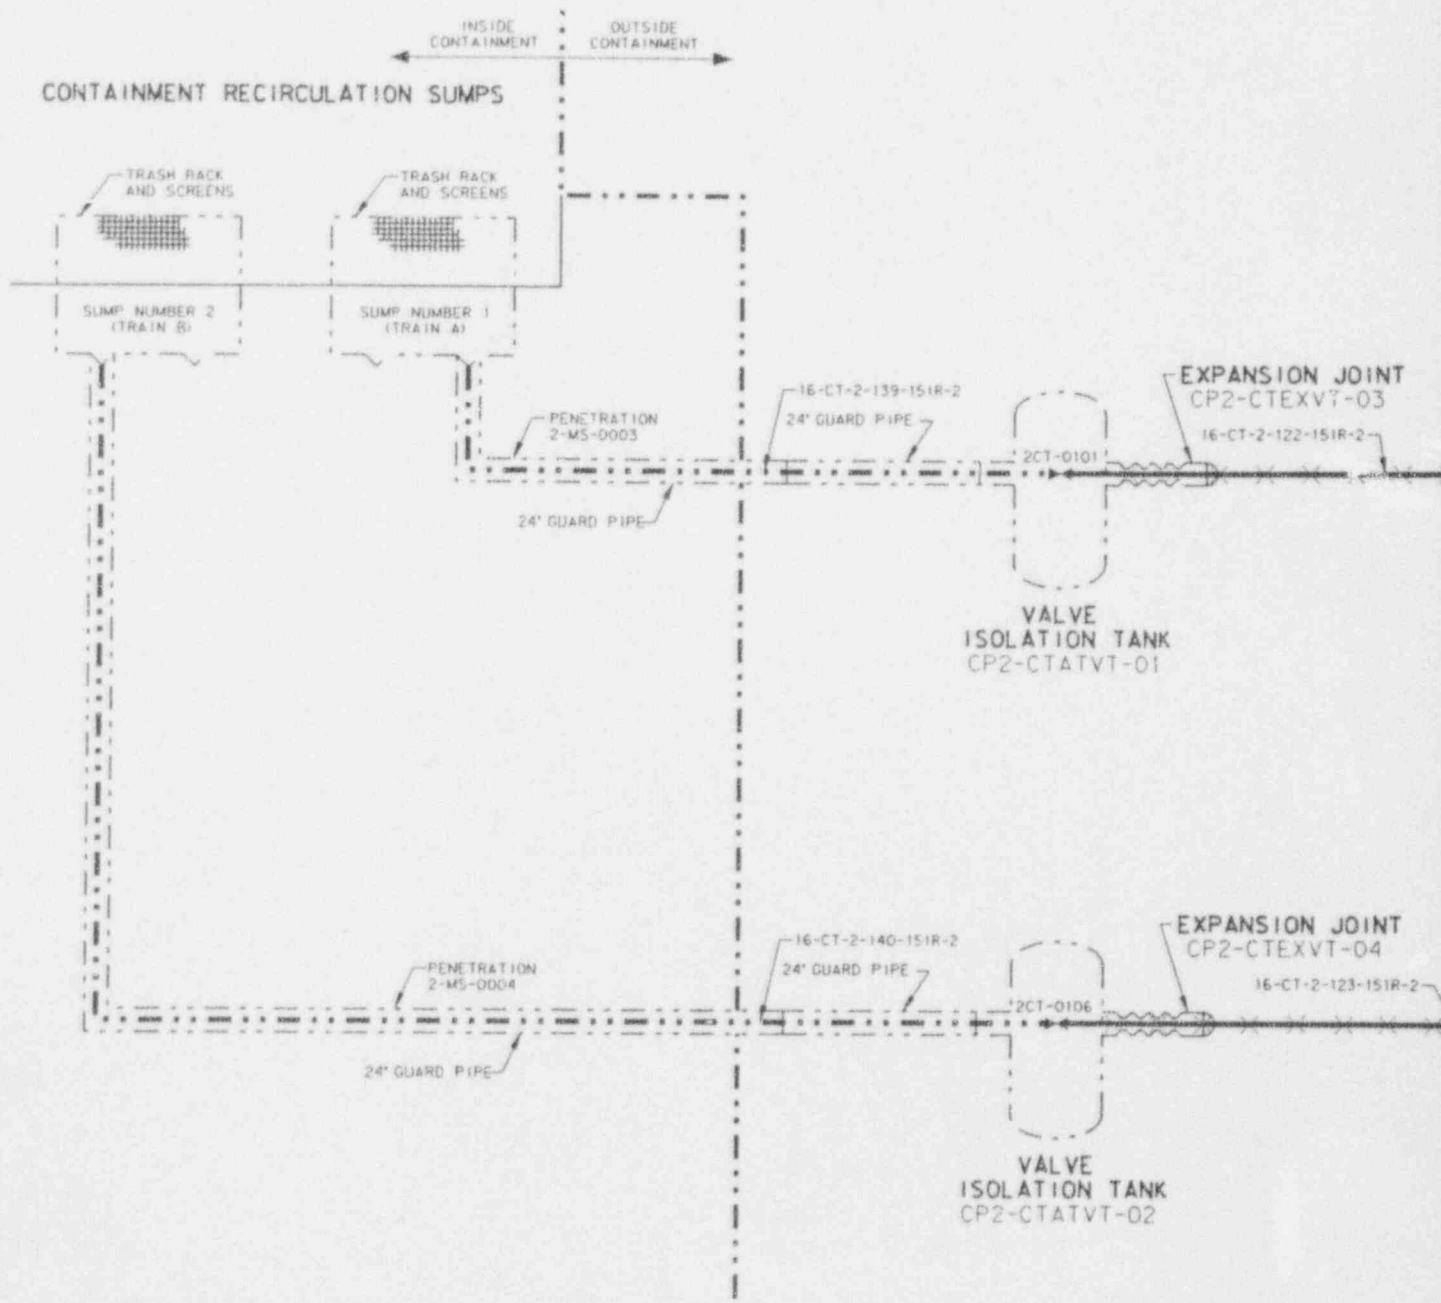 INSIDE
CONTAINMENT
OUTSIDE
CONTAINMENT
CONTAINMENT RECIRCULATION SUMPS
TRASH RACK
AND SCREENS
TRASH RACK
AND SCREENS
SUMP NUMBER 2
(TRAIN B)
SUMP NUMBER 1
(TRAIN A)
PENETRATION
2-MS-0003
24" GUARD PIPE
16-CT-2-139-151R-2
24" GUARD PIPE
2CT-0101
EXPANSION JOINT
CP2-CTEXVT-03
16-CT-2-122-151R-2
VALVE
ISOLATION TANK
CP2-CTATVT-01
PENETRATION
2-MS-0004
24" GUARD PIPE
16-CT-2-140-151R-2
24" GUARD PIPE
2CT-0106
EXPANSION JOINT
CP2-CTEXVT-04
16-CT-2-123-151R-2
VALVE
ISOLATION TANK
CP2-CTATVT-02